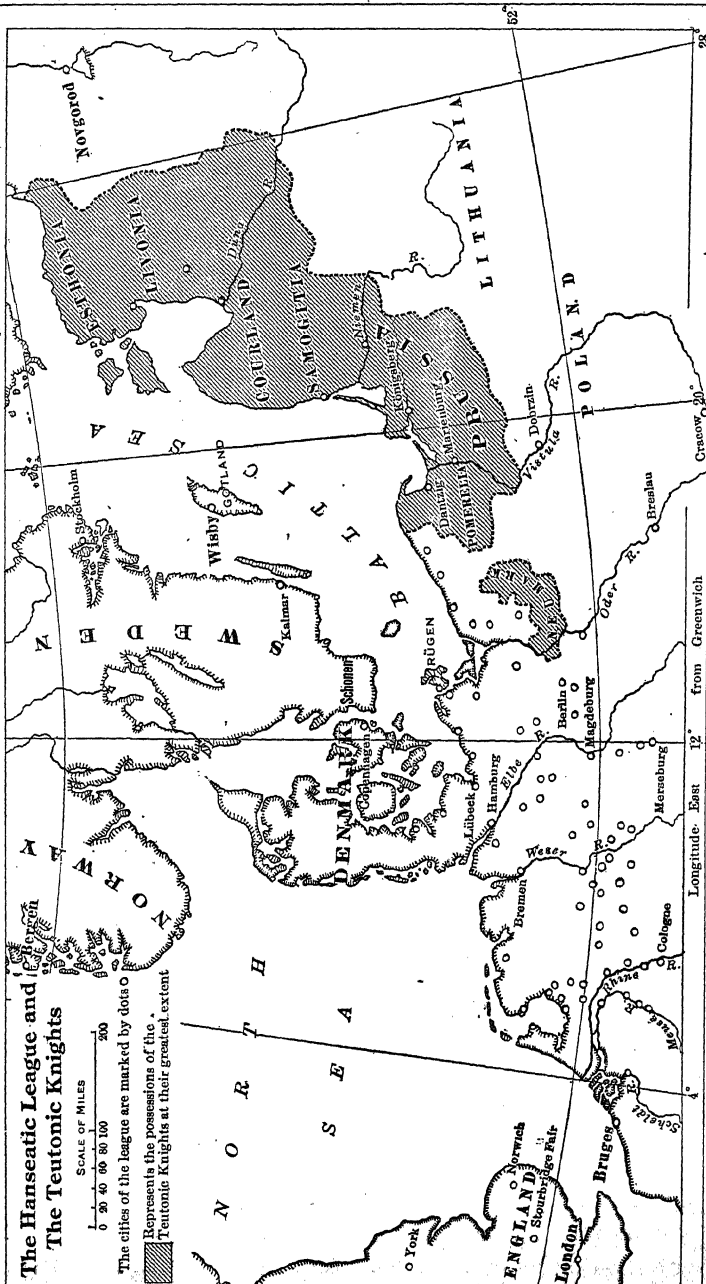 The Hanseatic League and
The Teutonic Knights
SCALE OF MILES
0 20 40 60 80 100 200
The cities of the league are marked by dots
Represents the possessions of the
Teutonic Knights at their greatest extent
NORWAY
Bergen
SWEDEN
Stockholm
Kalmar
Wisby
GOTLAND
BALTIC SEA
NORTH
SEA
Novgorod
ESTHONIA
LIVONIA
Düna R.
COURLAND
SAMOGITIA
Niemen
R.
LITHUANIA
PRUSSIA
Königsberg
Marienburg
Dantzig
POMERELIA
Dobrzin
Vistula R.
POLAND
Cracow
NEUMARK
Oder R.
Breslau
RÜGEN
Schonen
DENMARK
Copenhagen
Lübeck
Hamburg
Elbe R.
Berlin
Magdeburg
Merseburg
Bremen
Weser R.
Cologne
Rhine R.
Meuse R.
Scheldt R.
Bruges
ENGLAND
York
Norwich
Stourbridge Fair
London
52°
28°
20°
12°
4°
Longitude East from Greenwich